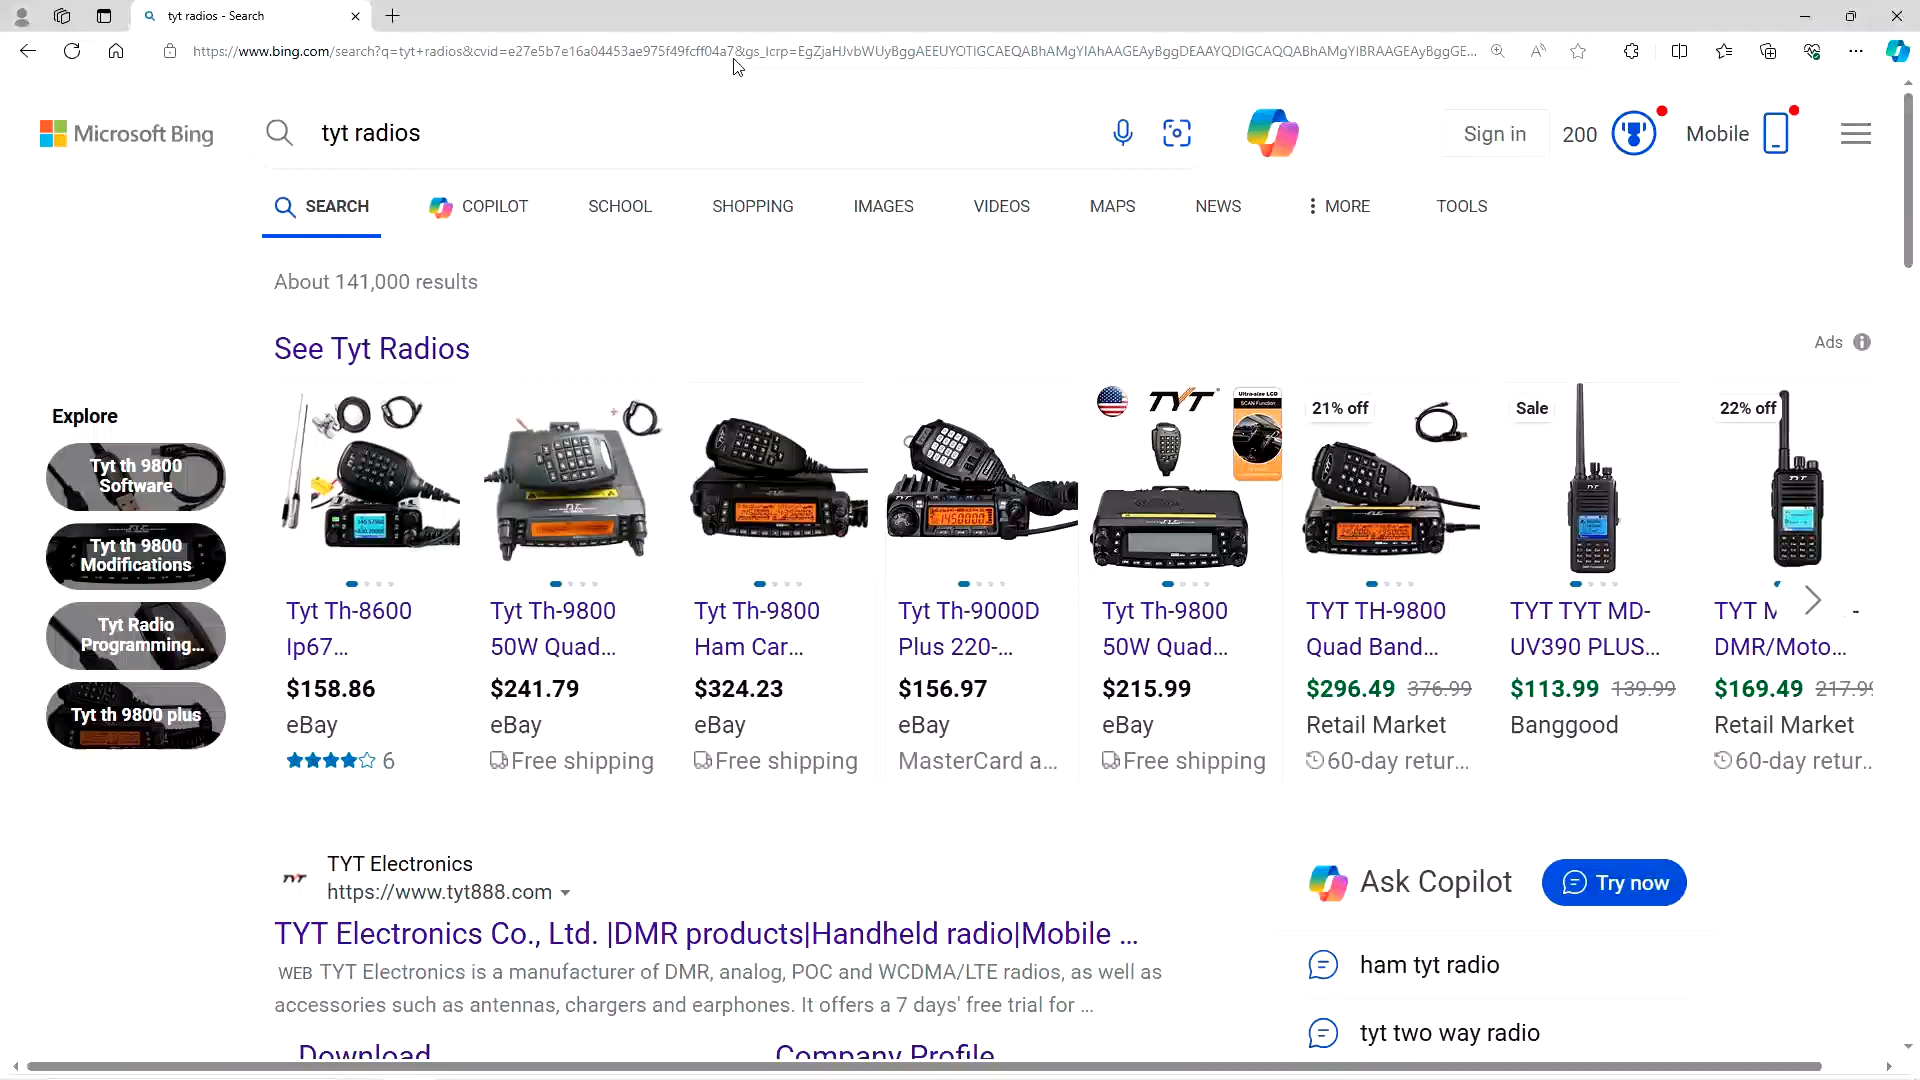 tyt radios - Search
https://www.bing.com/search?q=tyt+radios&cvid=e27e5b7e16a04453ae975f49fcff04a7&gs_lcrp=EgZjaHJvbWUyBggAEEUYOTIGCAEQABhAMgYIAhAAGEAyBggDEAAYQDIGCAQQABhAMgYIBRAAGEAyBggGE...
Microsoft Bing
tyt radios
Sign in
200
Mobile
SEARCH
COPILOT
SCHOOL
SHOPPING
IMAGES
VIDEOS
MAPS
NEWS
MORE
TOOLS
About 141,000 results
See Tyt Radios
Ads
Explore
Tyt th 9800
Software
Tyt th 9800
Modifications
Tyt Radio
Programming...
Tyt th 9800 plus
TYT
Ultra-size LCD
SCAN Function
21% off
Sale
22% off
Tyt Th-8600
Ip67...
$158.86
eBay
6
Tyt Th-9800
50W Quad...
$241.79
eBay
Free shipping
Tyt Th-9800
Ham Car...
$324.23
eBay
Free shipping
Tyt Th-9000D
Plus 220-...
$156.97
eBay
MasterCard a...
Tyt Th-9800
50W Quad...
$215.99
eBay
Free shipping
TYT TH-9800
Quad Band...
$296.49 376.99
Retail Market
60-day retur...
TYT TYT MD-
UV390 PLUS...
$113.99 139.99
Banggood
TYT M -
DMR/Moto...
$169.49 217.99
Retail Market
60-day retur..
TYT
TYT Electronics
https://www.tyt888.com
TYT Electronics Co., Ltd. |DMR products|Handheld radio|Mobile ...
WEB TYT Electronics is a manufacturer of DMR, analog, POC and WCDMA/LTE radios, as well as
accessories such as antennas, chargers and earphones. It offers a 7 days' free trial for ...
Download
Company Profile
Ask Copilot
Try now
ham tyt radio
tyt two way radio